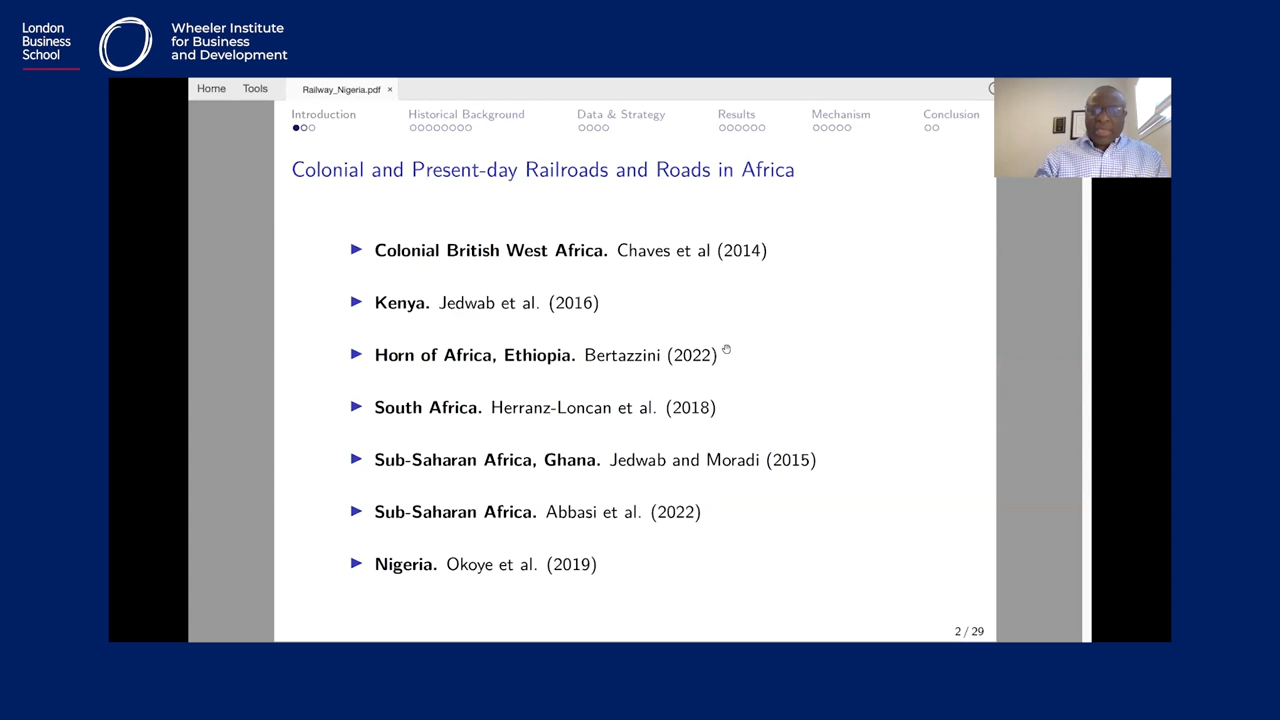 London
Business
School
Wheeler Institute
for Business
and Development
Home Tools Railway_Nigeria.pdf ×
Introduction Historical Background Data & Strategy Results Mechanism Conclusion
Colonial and Present-day Railroads and Roads in Africa
Colonial British West Africa. Chaves et al (2014)
Kenya. Jedwab et al. (2016)
Horn of Africa, Ethiopia. Bertazzini (2022)
South Africa. Herranz-Loncan et al. (2018)
Sub-Saharan Africa, Ghana. Jedwab and Moradi (2015)
Sub-Saharan Africa. Abbasi et al. (2022)
Nigeria. Okoye et al. (2019)
2 / 29